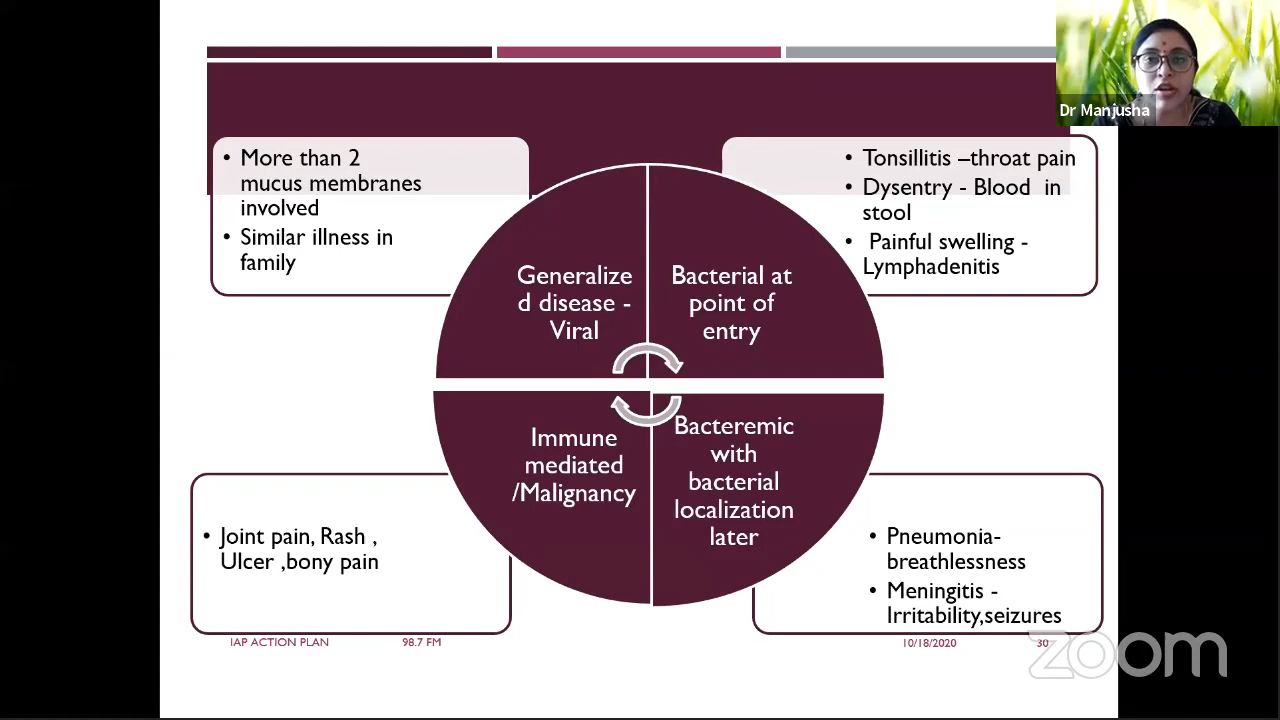 Dr Manjusha
• More than 2
mucus membranes
involved
• Similar illness in
family
• Tonsillitis –throat pain
• Dysentry - Blood in
stool
• Painful swelling -
Lymphadenitis
Generalize
d disease -
Viral
Bacterial at
point of
entry
Immune
mediated
/Malignancy
Bacteremic
with
bacterial
localization
later
• Joint pain, Rash ,
Ulcer ,bony pain
• Pneumonia-
breathlessness
• Meningitis -
Irritability,seizures
IAP ACTION PLAN 98.7 FM 10/18/2020 30
zoom